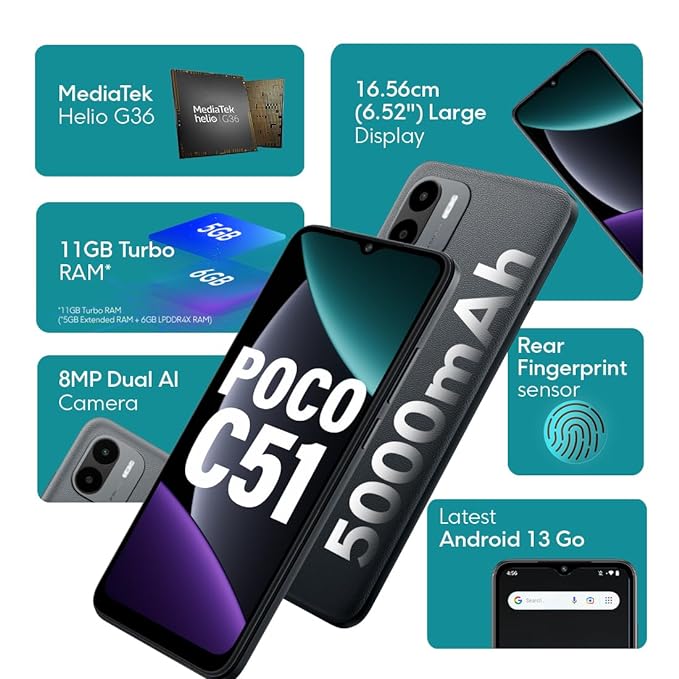 MediaTek
Helio G36
MediaTek
helio | G36
16.56cm
(6.52") Large
Display
11GB Turbo
RAM*
5GB
6GB
*11GB Turbo RAM
(*5GB Extended RAM + 6GB LPDDR4X RAM)
8MP Dual AI
Camera
POCO
C51
5000mAh
Rear
Fingerprint
sensor
Latest
Android 13 Go
4:56
Search...